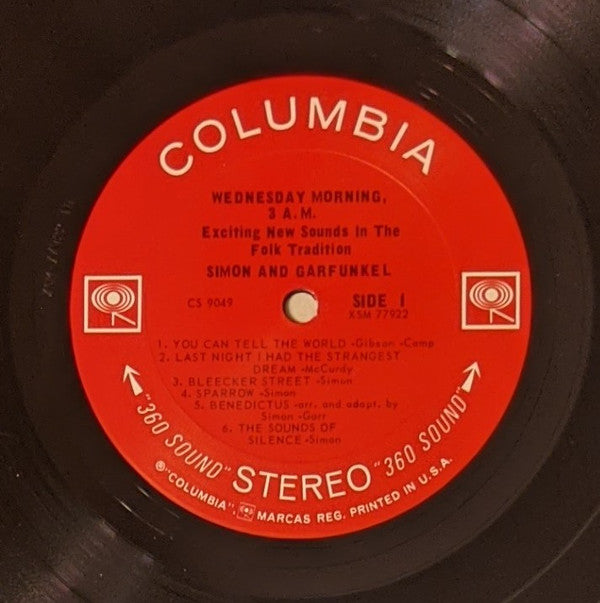 COLUMBIA
WEDNESDAY MORNING,
3 A.M.
Exciting New Sounds In The
Folk Tradition
SIMON AND GARFUNKEL
CS 9049
SIDE 1
XSM 77922
1. YOU CAN TELL THE WORLD -Gibson -Camp
2. LAST NIGHT I HAD THE STRANGEST
DREAM -McCurdy
3. BLEECKER STREET -Simon
4. SPARROW -Simon
5. BENEDICTUS -arr. and adapt. by
Simon - Garr
6. THE SOUNDS OF
SILENCE -Simon
"360 SOUND" STEREO "360 SOUND"
®"COLUMBIA", MARCAS REG. PRINTED IN U.S.A.